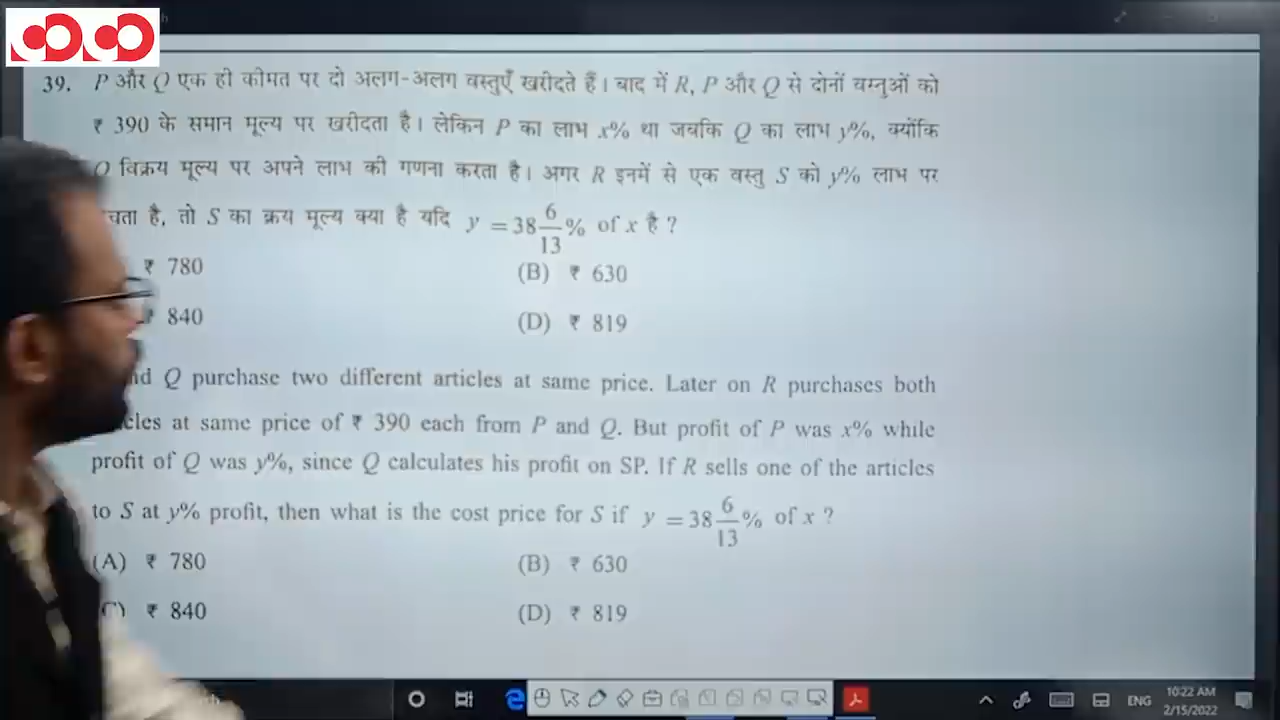 39. P और Q एक ही कीमत पर दो अलग-अलग वस्तुएँ खरीदते हैं। बाद में R, P और Q से दोनों वस्तुओं को
₹ 390 के समान मूल्य पर खरीदता है। लेकिन P का लाभ x% था जबकि Q का लाभ y%, क्योंकि
Q विक्रय मूल्य पर अपने लाभ की गणना करता है। अगर R इनमें से एक वस्तु S को y% लाभ पर
है, तो S का क्रय मूल्य क्या है यदि y = 38 6/13 % of x है ?
₹ 780 (B) ₹ 630
840 (D) ₹ 819
Q purchase two different articles at same price. Later on R purchases both
at same price of ₹ 390 each from P and Q. But profit of P was x% while
profit of Q was y%, since Q calculates his profit on SP. If R sells one of the articles
to S at y% profit, then what is the cost price for S if y = 38 6/13 % of x ?
(A) ₹ 780 (B) ₹ 630
C) ₹ 840 (D) ₹ 819
ENG
10:22 AM
2/15/2022